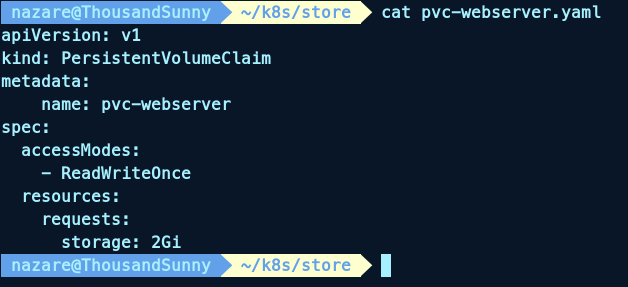 nazare@ThousandSunny ~/k8s/store cat pvc-webserver.yaml
apiVersion: v1
kind: PersistentVolumeClaim
metadata:
    name: pvc-webserver
spec:
  accessModes:
    - ReadWriteOnce
  resources:
    requests:
      storage: 2Gi
nazare@ThousandSunny ~/k8s/store